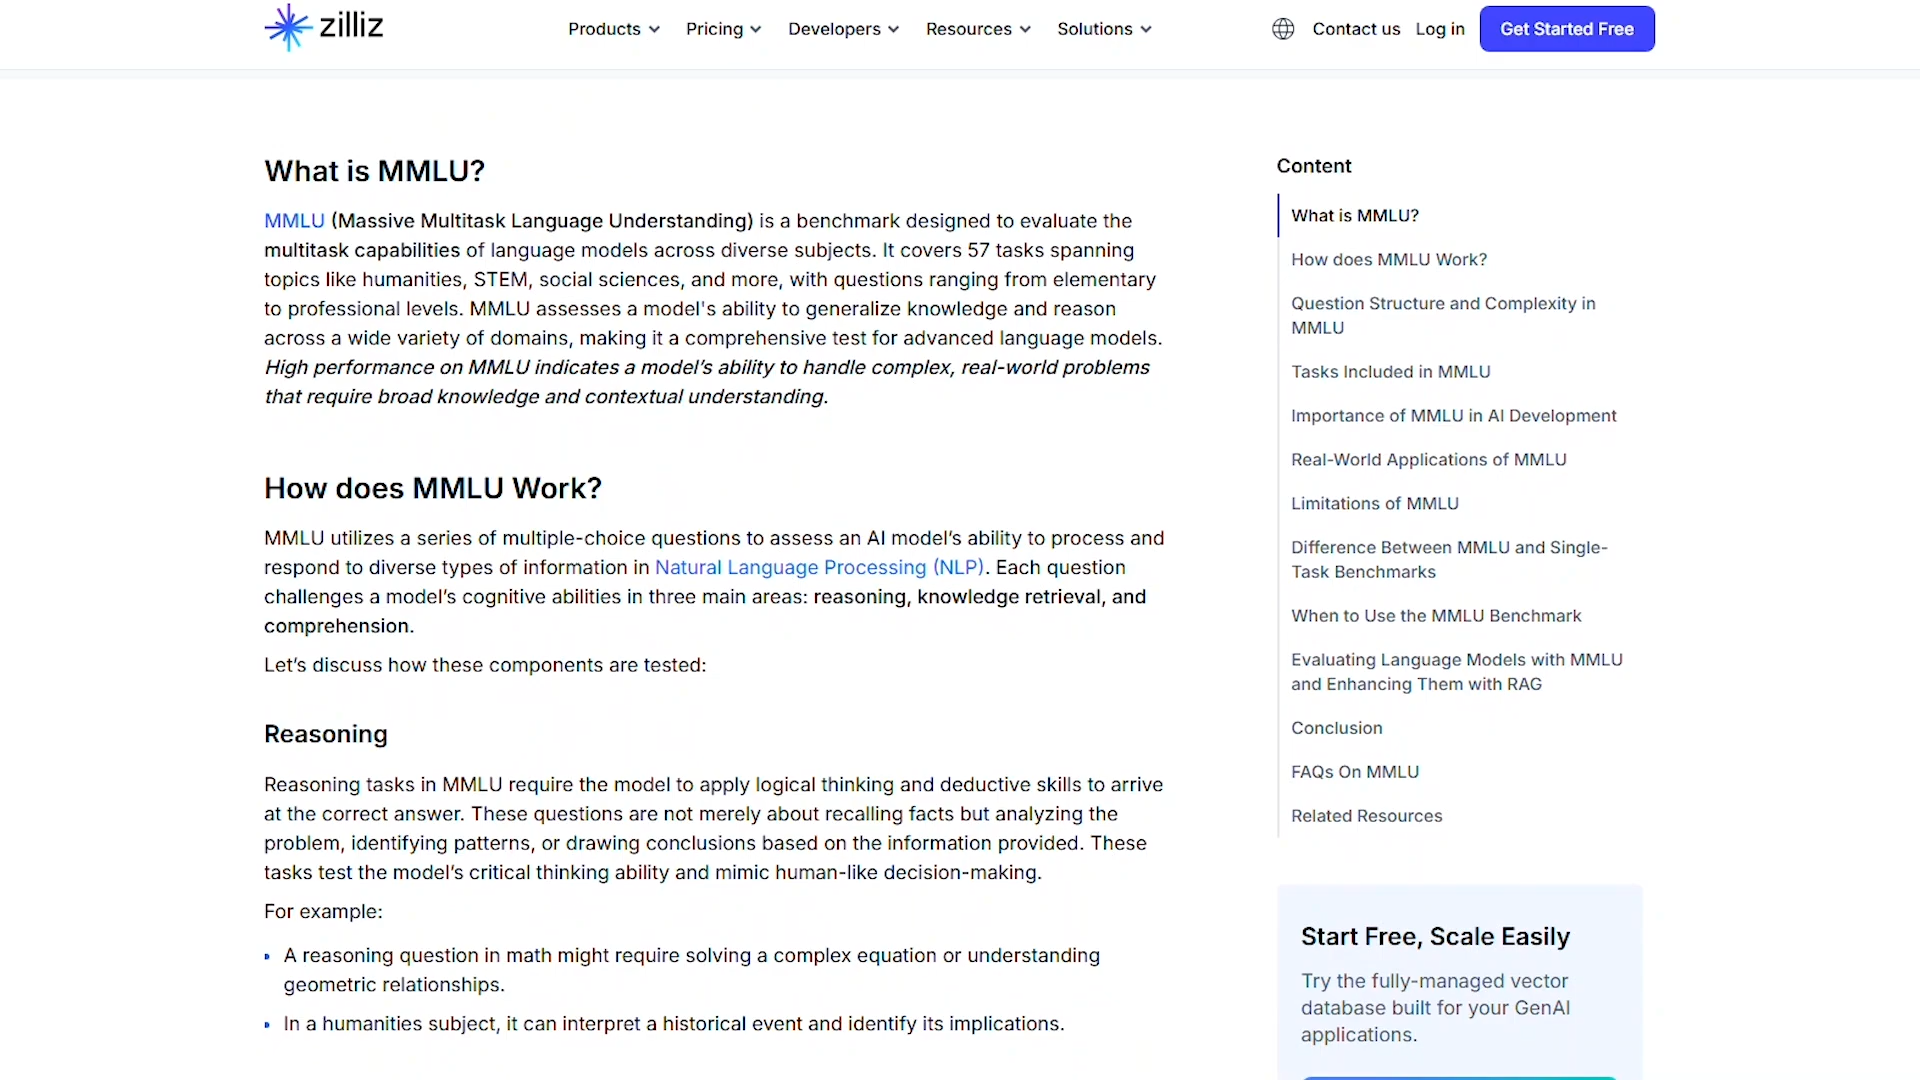 zilliz
Products
Pricing
Developers
Resources
Solutions
Contact us
Log in
Get Started Free
What is MMLU?
MMLU (Massive Multitask Language Understanding) is a benchmark designed to evaluate the
multitask capabilities of language models across diverse subjects. It covers 57 tasks spanning
topics like humanities, STEM, social sciences, and more, with questions ranging from elementary
to professional levels. MMLU assesses a model's ability to generalize knowledge and reason
across a wide variety of domains, making it a comprehensive test for advanced language models.
High performance on MMLU indicates a model’s ability to handle complex, real-world problems
that require broad knowledge and contextual understanding.
How does MMLU Work?
MMLU utilizes a series of multiple-choice questions to assess an AI model’s ability to process and
respond to diverse types of information in Natural Language Processing (NLP). Each question
challenges a model’s cognitive abilities in three main areas: reasoning, knowledge retrieval, and
comprehension.
Let’s discuss how these components are tested:
Reasoning
Reasoning tasks in MMLU require the model to apply logical thinking and deductive skills to arrive
at the correct answer. These questions are not merely about recalling facts but analyzing the
problem, identifying patterns, or drawing conclusions based on the information provided. These
tasks test the model’s critical thinking ability and mimic human-like decision-making.
For example:
A reasoning question in math might require solving a complex equation or understanding
geometric relationships.
In a humanities subject, it can interpret a historical event and identify its implications.
Content
What is MMLU?
How does MMLU Work?
Question Structure and Complexity in
MMLU
Tasks Included in MMLU
Importance of MMLU in AI Development
Real-World Applications of MMLU
Limitations of MMLU
Difference Between MMLU and Single-
Task Benchmarks
When to Use the MMLU Benchmark
Evaluating Language Models with MMLU
and Enhancing Them with RAG
Conclusion
FAQs On MMLU
Related Resources
Start Free, Scale Easily
Try the fully-managed vector
database built for your GenAI
applications.